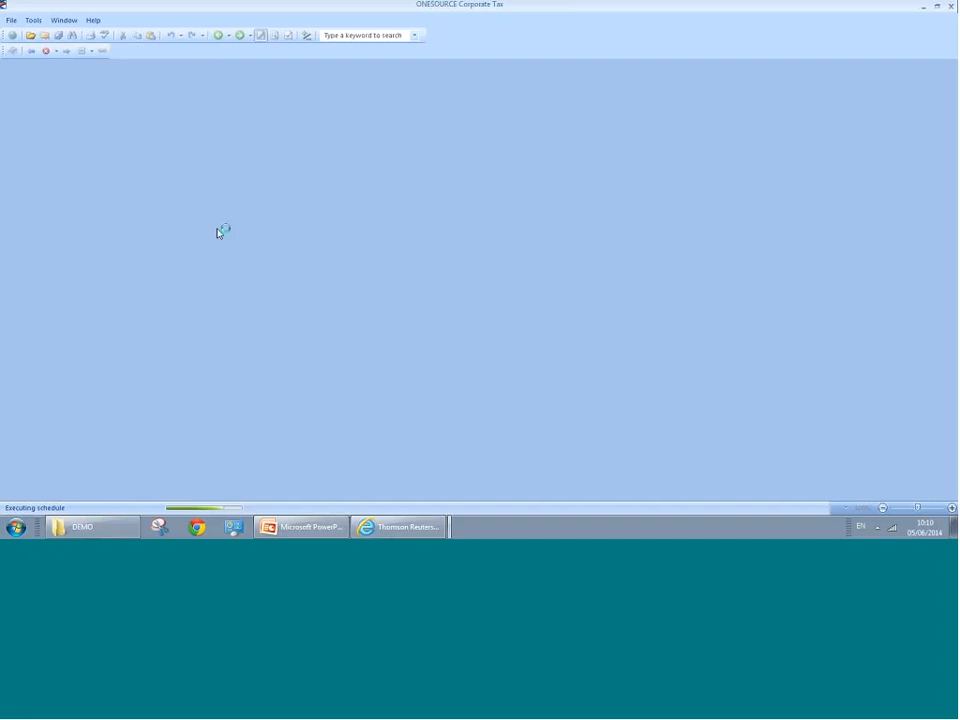 ONESOURCE Corporate Tax
File Tools Window Help
Type a keyword to search
Executing schedule
DEMO
Microsoft PowerP...
Thomson Reuters...
EN
10:10
05/06/2014